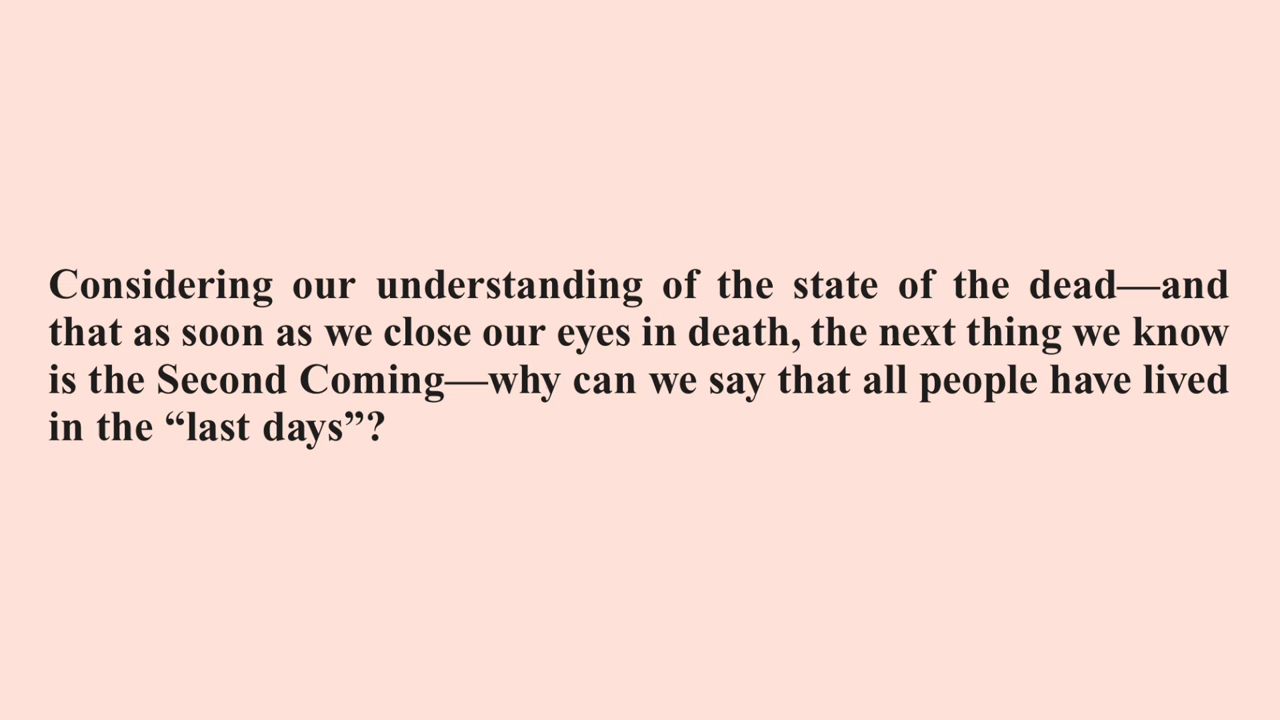 Considering our understanding of the state of the dead—and
that as soon as we close our eyes in death, the next thing we know
is the Second Coming—why can we say that all people have lived
in the “last days”?